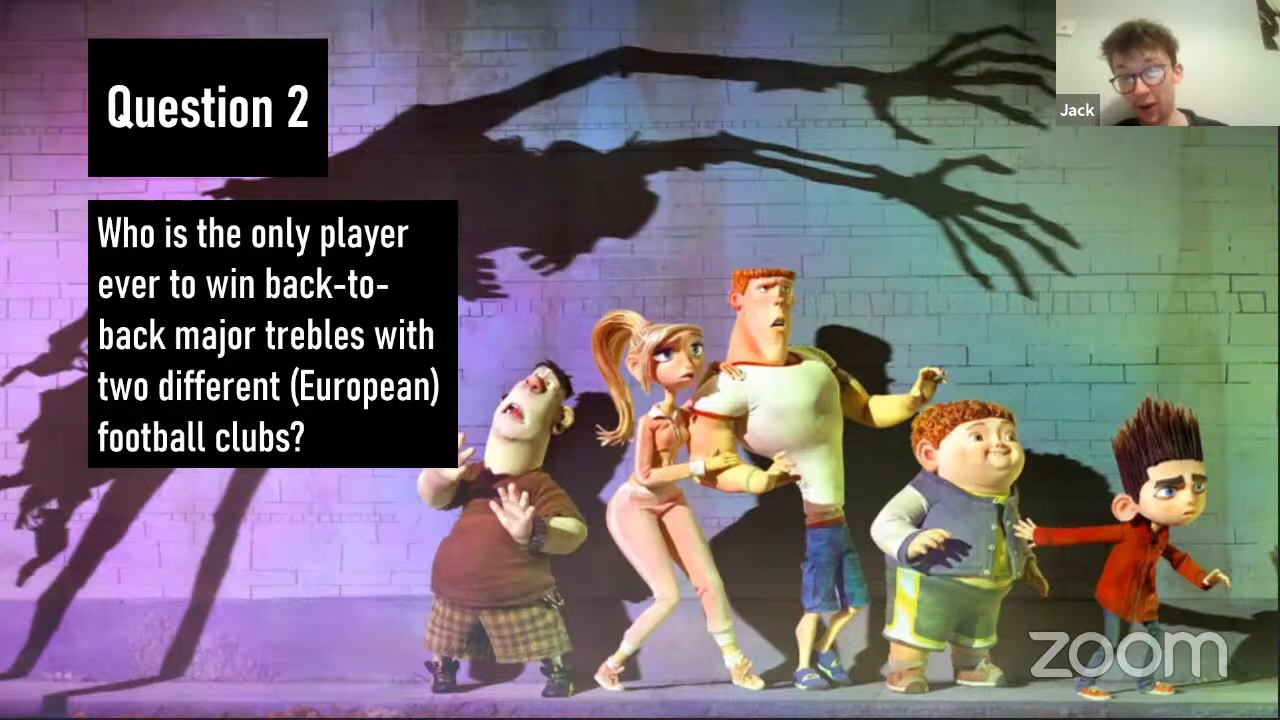 Question 2
Jack
Who is the only player
ever to win back-to-
back major trebles with
two different (European)
football clubs?
zoom